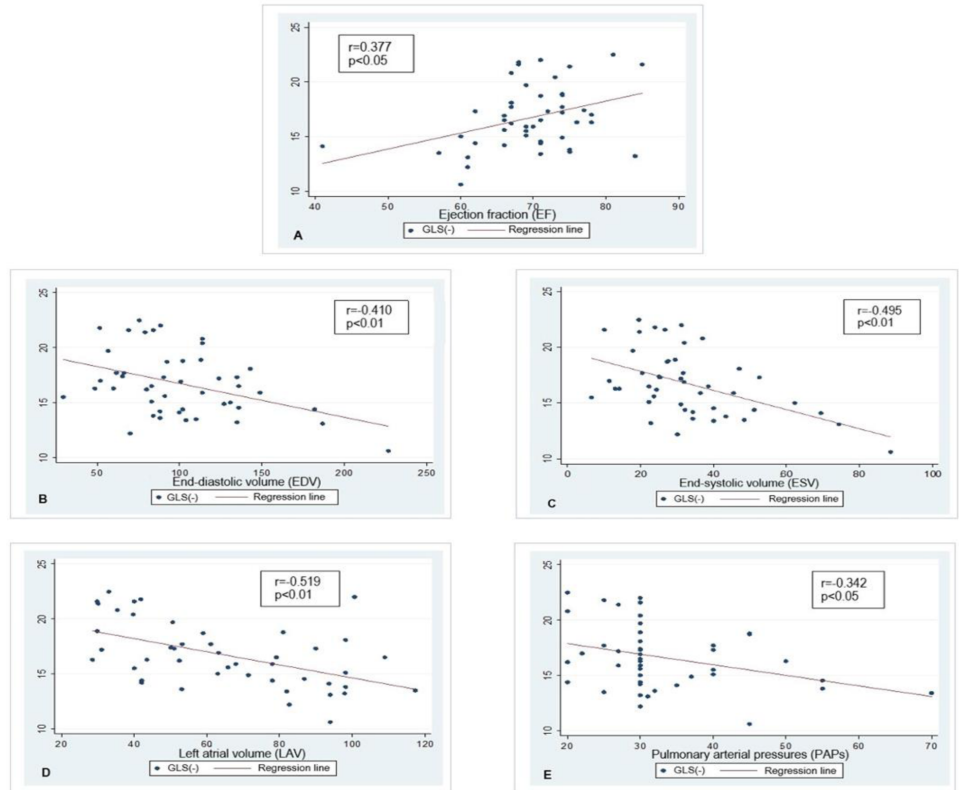 r=0.377
p<0.05
25
20
15
10
40 50 60 70 80 90
Ejection fraction (EF)
GLS(-) Regression line
A
r=-0.410
p<0.01
25
20
15
10
50 100 150 200 250
End-diastolic volume (EDV)
GLS(-) Regression line
B
r=-0.495
p<0.01
25
20
15
10
0 20 40 60 80 100
End-systolic volume (ESV)
GLS(-) Regression line
C
r=-0.519
p<0.01
25
20
15
10
20 40 60 80 100 120
Left atrial volume (LAV)
GLS(-) Regression line
D
r=-0.342
p<0.05
25
20
15
10
20 30 40 50 60 70
Pulmonary arterial pressures (PAPs)
GLS(-) Regression line
E